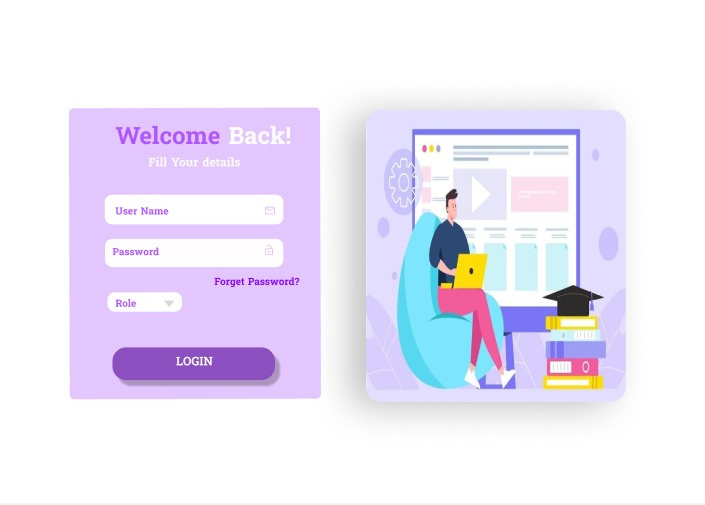 Welcome Back!
Fill Your details
User Name
Password
Forget Password?
Role
LOGIN